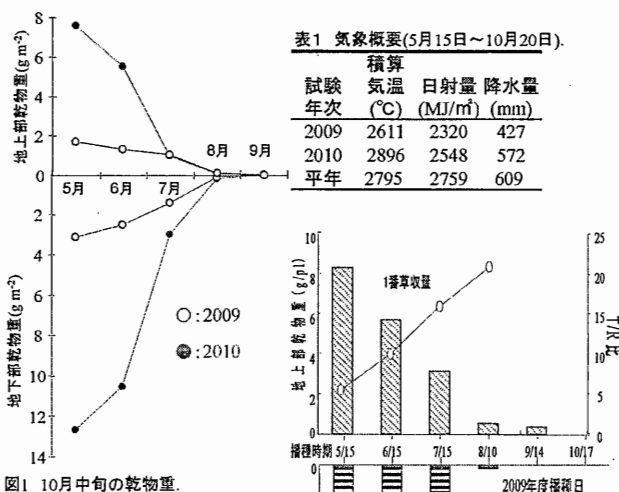 8
6
4
2
0
2
4
6
8
10
12
14
地上部乾物重(g m-2)
地下部乾物重(g m-2)
5月 6月 7月 8月 9月
○:2009
●:2010
図1 10月中旬の乾物重.
表1 気象概要(5月15日～10月20日).
試験年次 積算気温(℃) 日射量(MJ/㎡) 降水量(mm)
2009 2611 2320 427
2010 2896 2548 572
平年 2795 2759 609
10
8
6
4
2
0
地上部乾物重(g/pl)
1番草収量
25
20
15
10
5
0
T/R比
播種時期 5/15 6/15 7/15 8/10 9/14 10/17
0
2009年度播種日